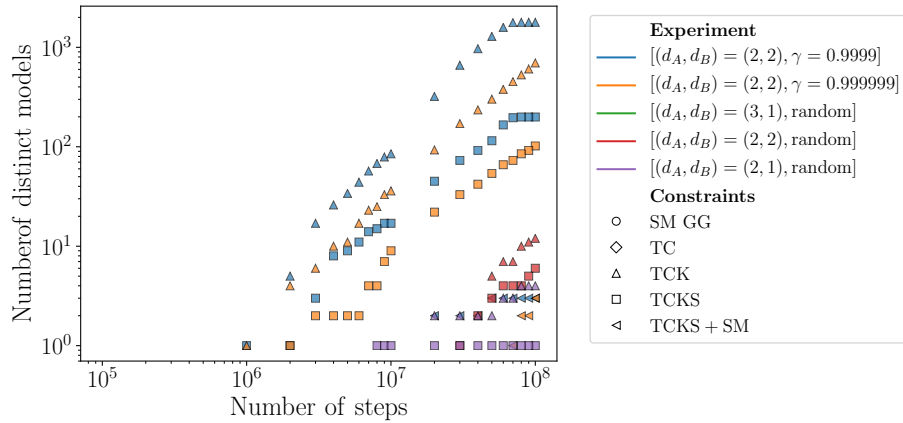 Numberof distinct models
10^3
10^2
10^1
10^0
10^5
10^6
10^7
10^8
Number of steps
Experiment
[(d_A, d_B) = (2, 2), γ = 0.9999]
[(d_A, d_B) = (2, 2), γ = 0.999999]
[(d_A, d_B) = (3, 1), random]
[(d_A, d_B) = (2, 2), random]
[(d_A, d_B) = (2, 1), random]
Constraints
SM GG
TC
TCK
TCKS
TCKS + SM